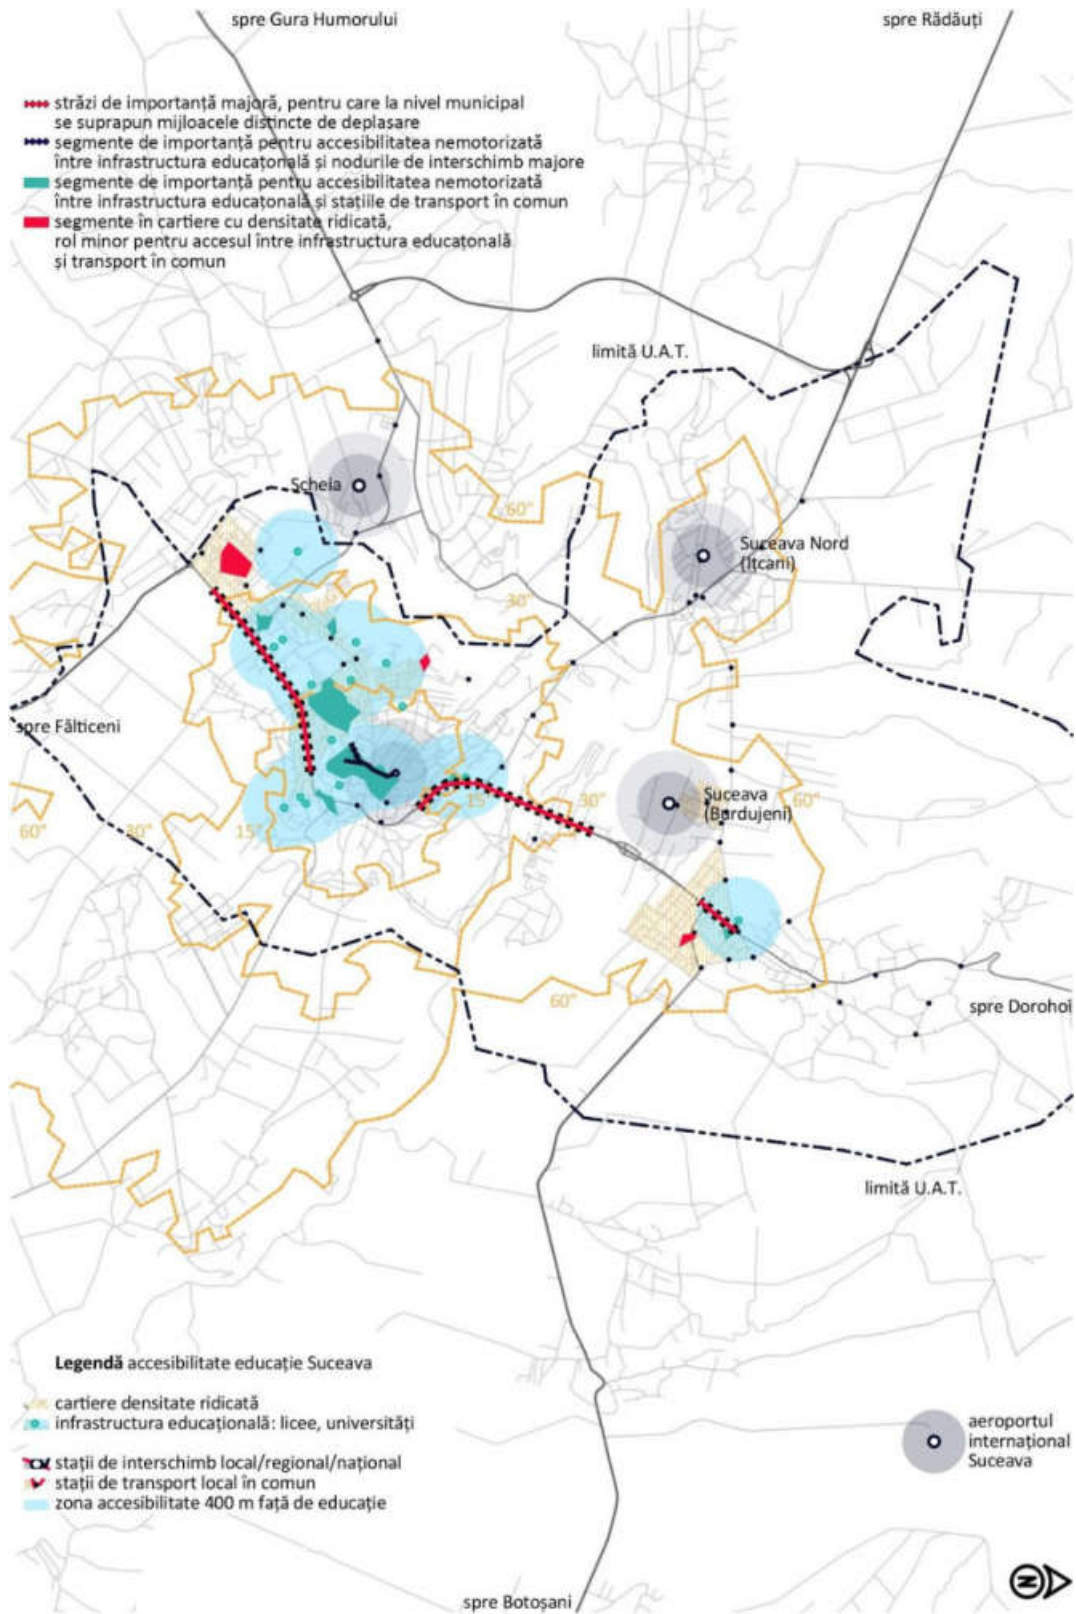 spre Gura Humorului
spre Rădăuți
străzi de importanță majoră, pentru care la nivel municipal
se suprapun mijloacele distincte de deplasare
segmente de importanță pentru accesibilitatea nemotorizată
între infrastructura educațonală și nodurile de interschimb majore
segmente de importanță pentru accesibilitatea nemotorizată
între infrastructura educațonală și stațiile de transport în comun
segmente în cartiere cu densitate ridicată,
rol minor pentru accesul între infrastructura educațonală
și transport în comun
limită U.A.T.
Scheia
60"
Suceava Nord
(Ițcani)
30"
spre Fălticeni
Suceava
(Burdujeni)
60"
30"
15"
15"
30"
60"
60"
spre Dorohoi
limită U.A.T.
Legendă accesibilitate educație Suceava
cartiere densitate ridicată
infrastructura educațională: licee, universități
stații de interschimb local/regional/național
stații de transport local în comun
zona accesibilitate 400 m față de educație
aeroportul
internațional
Suceava
N
spre Botoșani